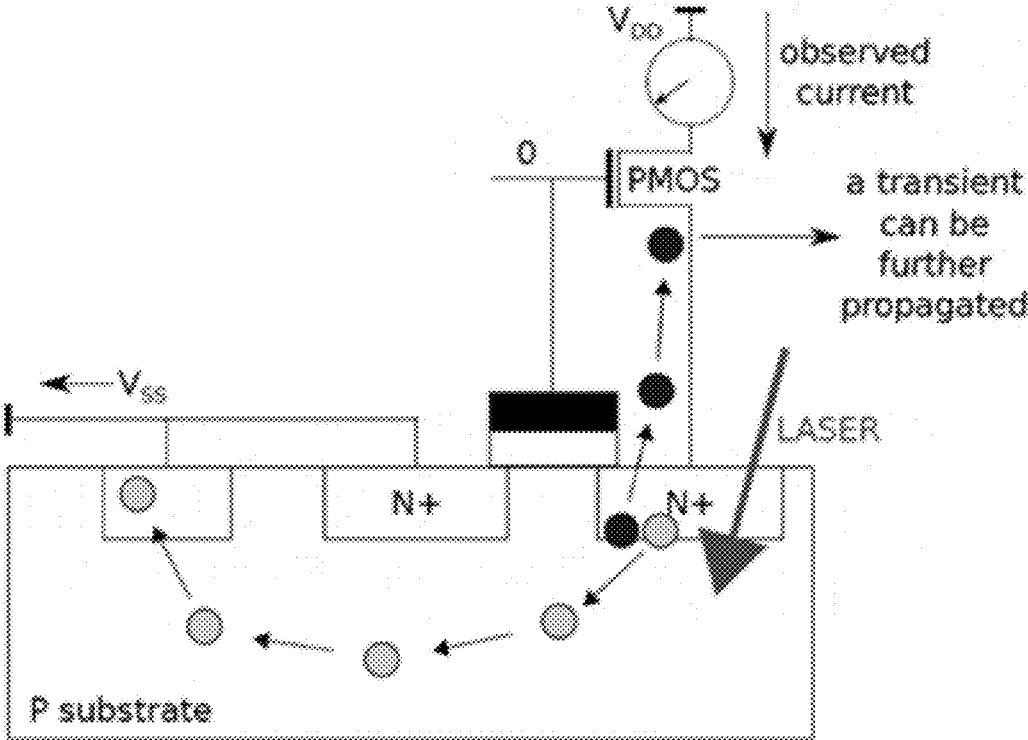 V_DD
observed
current
0
PMOS
a transient
can be
further
propagated
V_SS
LASER
N+
N+
P substrate